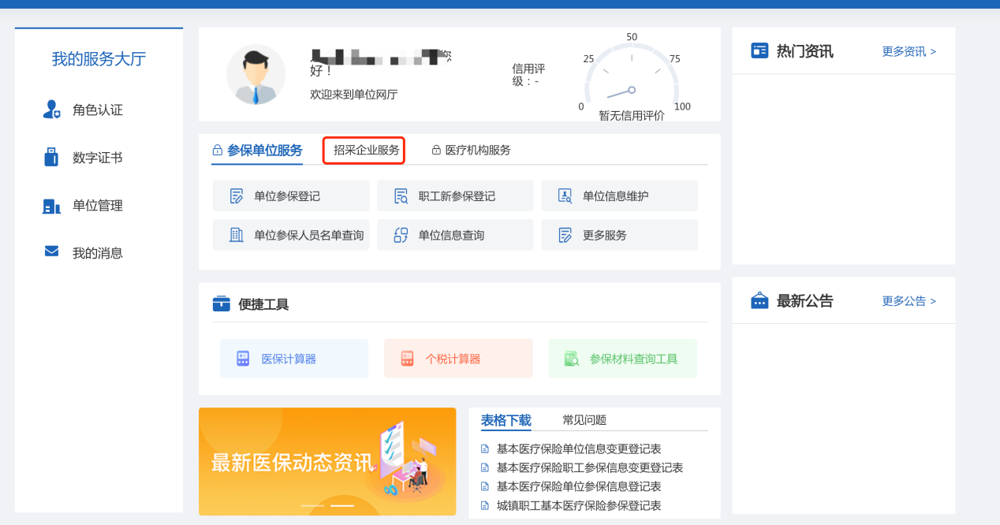 我的服务大厅
角色认证
数字证书
单位管理
我的消息
您
好！
欢迎来到单位网厅
信用评
级：-
50
25
75
0
100
暂无信用评价
参保单位服务
招采企业服务
医疗机构服务
单位参保登记
职工新参保登记
单位信息维护
单位参保人员名单查询
单位信息查询
更多服务
便捷工具
医保计算器
个税计算器
参保材料查询工具
最新医保动态资讯
表格下载
常见问题
基本医疗保险单位信息变更登记表
基本医疗保险职工参保信息变更登记表
基本医疗保险单位参保信息登记表
城镇职工基本医疗保险参保登记表
热门资讯
更多资讯 >
最新公告
更多公告 >